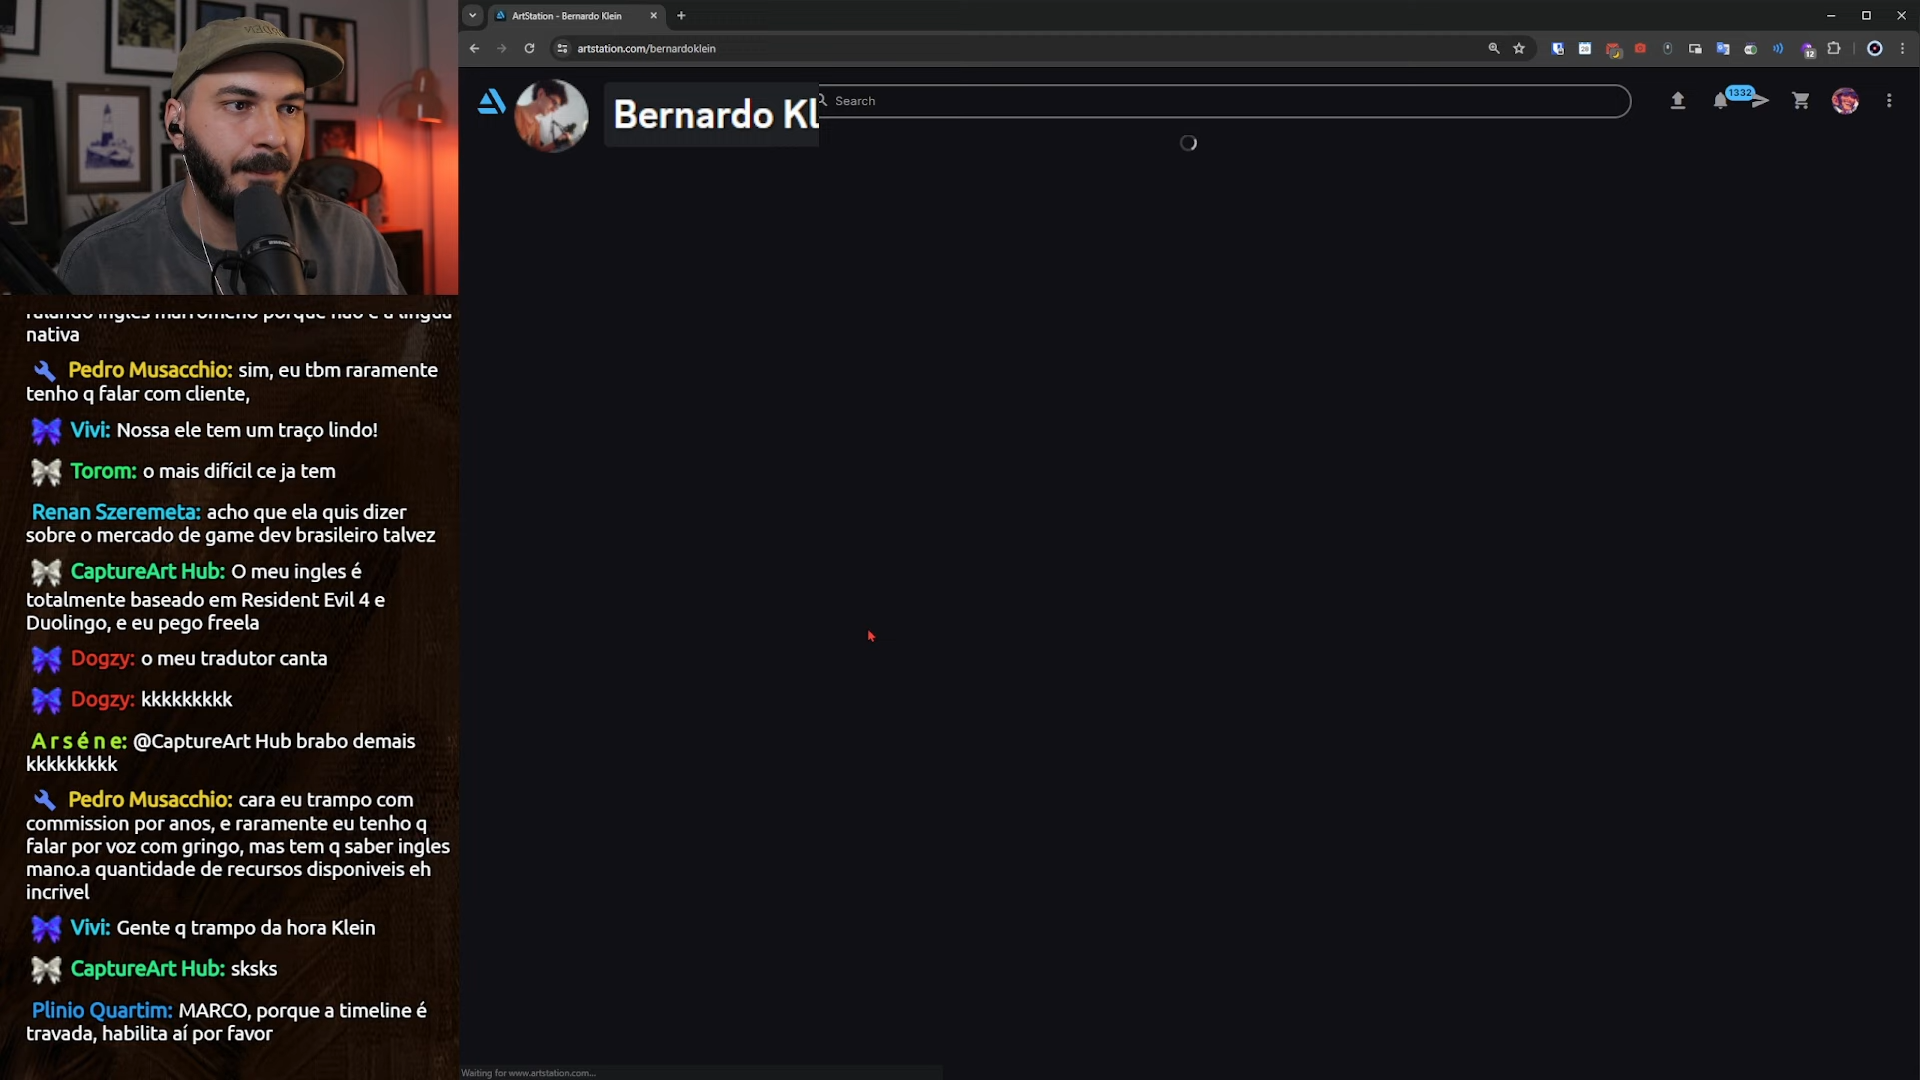 ArtStation - Bernardo Klein
artstation.com/bernardoklein
Bernardo Kl
Search
1332
12
nativa
Pedro Musacchio: sim, eu tbm raramente
tenho q falar com cliente,
Vivi: Nossa ele tem um traço lindo!
Torom: o mais difícil ce ja tem
Renan Szeremeta: acho que ela quis dizer
sobre o mercado de game dev brasileiro talvez
CaptureArt Hub: O meu ingles é
totalmente baseado em Resident Evil 4 e
Duolingo, e eu pego freela
Dogzy: o meu tradutor canta
Dogzy: kkkkkkkkk
A r s é n e: @CaptureArt Hub brabo demais
kkkkkkkkk
Pedro Musacchio: cara eu trampo com
commission por anos, e raramente eu tenho q
falar por voz com gringo, mas tem q saber ingles
mano.a quantidade de recursos disponiveis eh
incrivel
Vivi: Gente q trampo da hora Klein
CaptureArt Hub: sksks
Plinio Quartim: MARCO, porque a timeline é
travada, habilita aí por favor
Waiting for www.artstation.com...